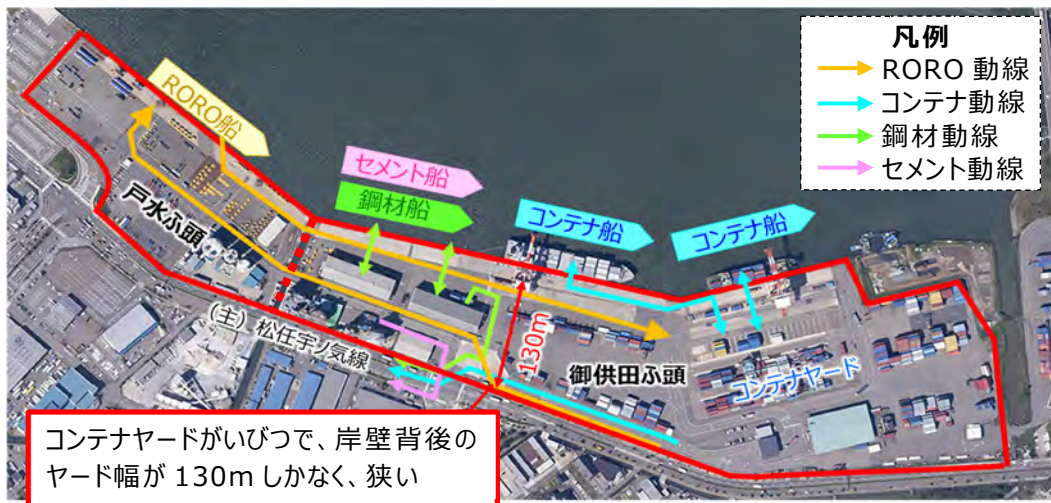 凡例
RORO 動線
コンテナ動線
鋼材動線
セメント動線
RORO船
セメント船
鋼材船
コンテナ船
コンテナ船
戸水ふ頭
(主) 松任宇ノ気線
130m
御供田ふ頭
コンテナヤード
コンテナヤードがいびつで、岸壁背後の
ヤード幅が 130m しかなく、狭い